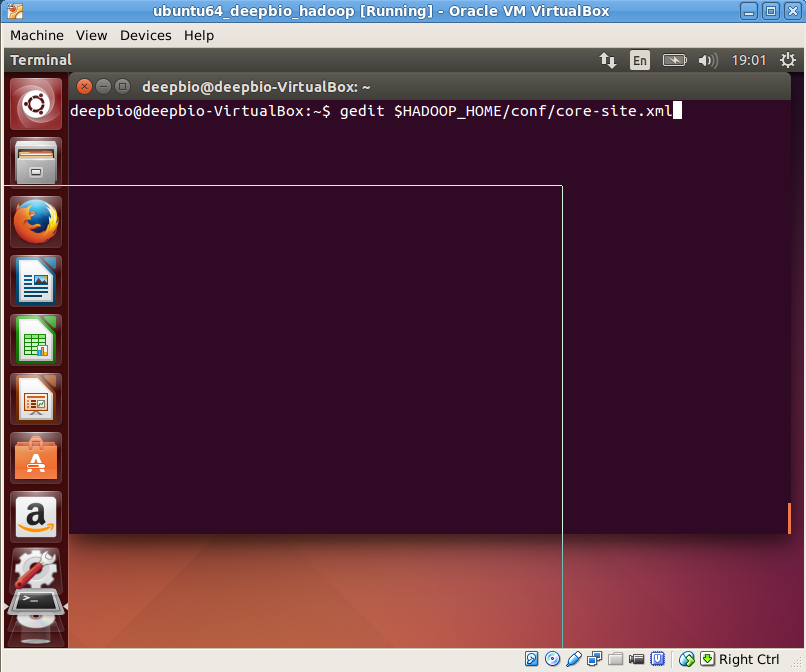 ubuntu64_deepbio_hadoop [Running] - Oracle VM VirtualBox
Machine View Devices Help
Terminal En 19:01
deepbio@deepbio-VirtualBox: ~
deepbio@deepbio-VirtualBox:~$ gedit $HADOOP_HOME/conf/core-site.xml
a
Right Ctrl